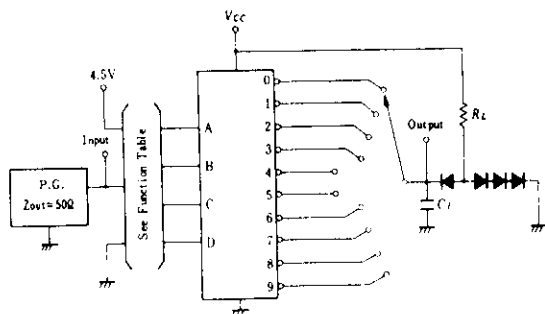 VCC
4.5V
Input
P.G.
Zout=50Ω
See Function Table
A
B
C
D
0
1
2
3
4
5
6
7
8
9
Output
RL